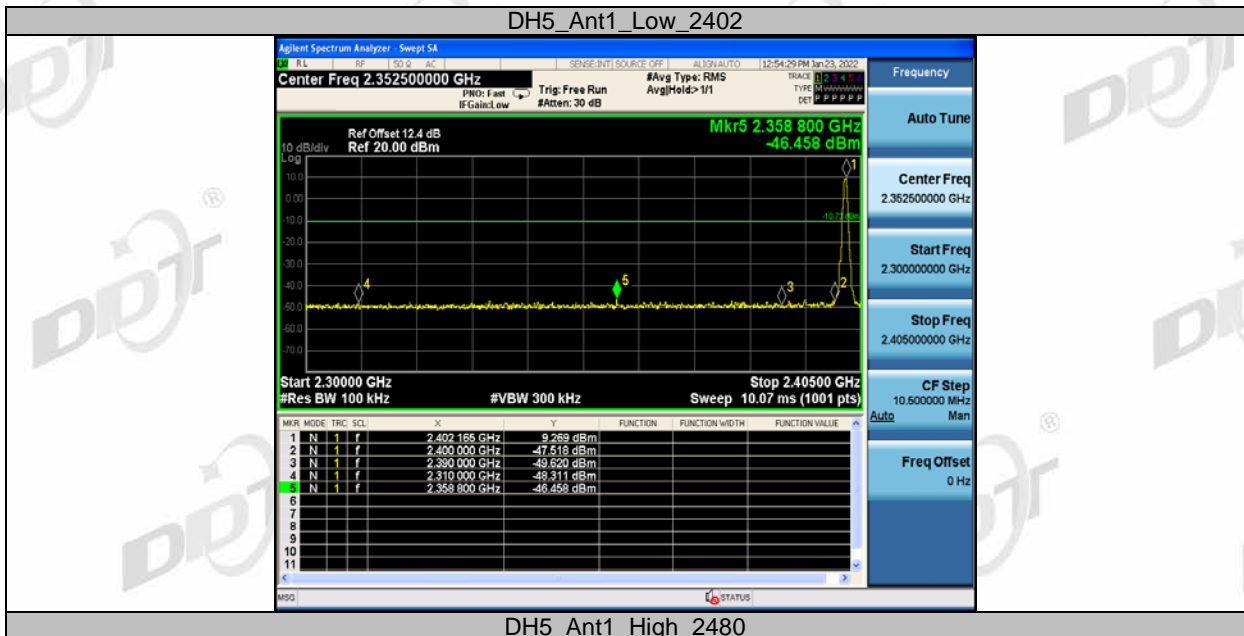 DH5_Ant1_Low_2402
Agilent Spectrum Analyzer - Swept SA
RL RF 50 Ω AC SENSE:INT SOURCE OFF ALIGN AUTO 12:54:29 PM Jan 23, 2022
Center Freq 2.352500000 GHz
#Avg Type: RMS
TRACE 1 2 3 4 5 6
PNO: Fast Trig: Free Run Avg|Hold:>1/1
TYPE MWWWWW
IFGain:Low #Atten: 30 dB
DET P P P P P P
Frequency
Auto Tune
Mkr5 2.358 800 GHz
-46.458 dBm
Ref Offset 12.4 dB
10 dB/div Ref 20.00 dBm
Log
10.0
0.00
-10.0
-20.0
-30.0
-40.0
-50.0
-60.0
-70.0
1
4
5
3
2
Start 2.30000 GHz Stop 2.40500 GHz
#Res BW 100 kHz #VBW 300 kHz Sweep 10.07 ms (1001 pts)
Center Freq
2.352500000 GHz
Start Freq
2.300000000 GHz
Stop Freq
2.405000000 GHz
CF Step
10.500000 MHz
Auto Man
Freq Offset
0 Hz
MKR MODE TRC SCL X Y FUNCTION FUNCTION WIDTH FUNCTION VALUE
1 N 1 f 2.402 165 GHz 9.269 dBm
2 N 1 f 2.400 000 GHz -47.518 dBm
3 N 1 f 2.390 000 GHz -49.620 dBm
4 N 1 f 2.310 000 GHz -48.311 dBm
5 N 1 f 2.358 800 GHz -46.458 dBm
6
7
8
9
10
11
MSG STATUS
DH5_Ant1_High_2480
DDT
®
DDT
DDT
DDT
®
DDT